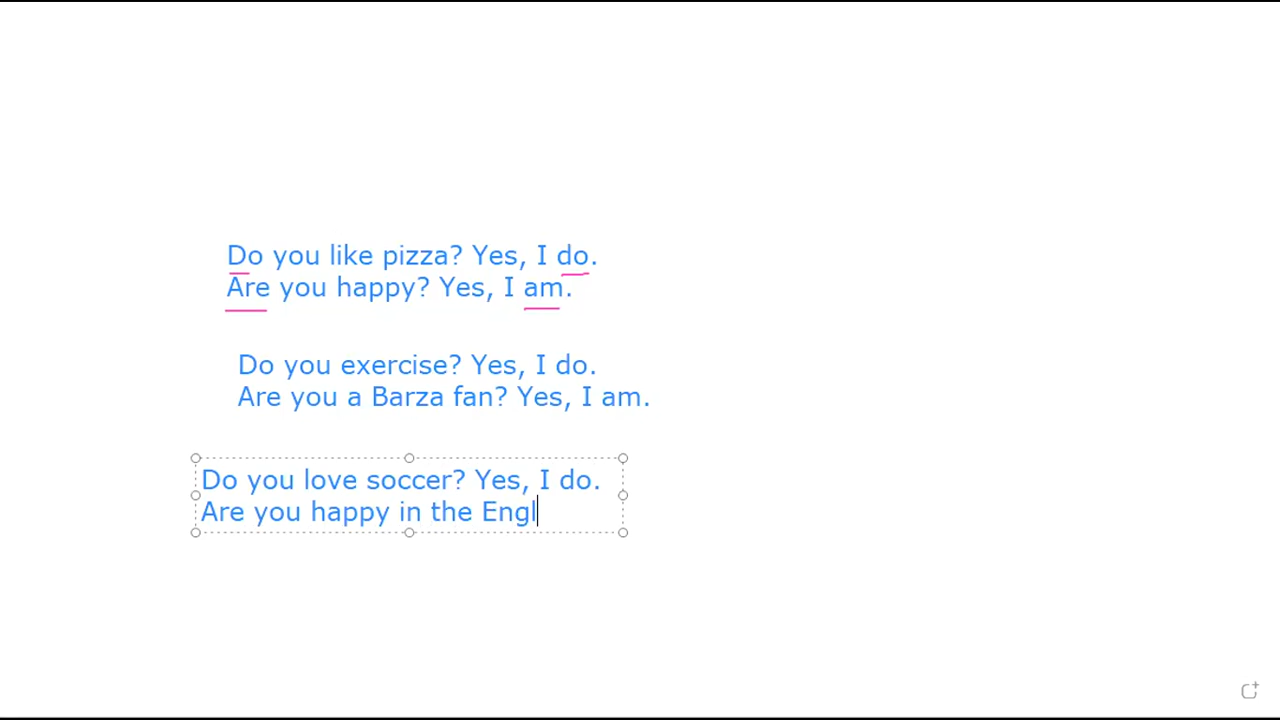 Do you like pizza? Yes, I do.
Are you happy? Yes, I am.
Do you exercise? Yes, I do.
Are you a Barza fan? Yes, I am.
Do you love soccer? Yes, I do.
Are you happy in the Engl